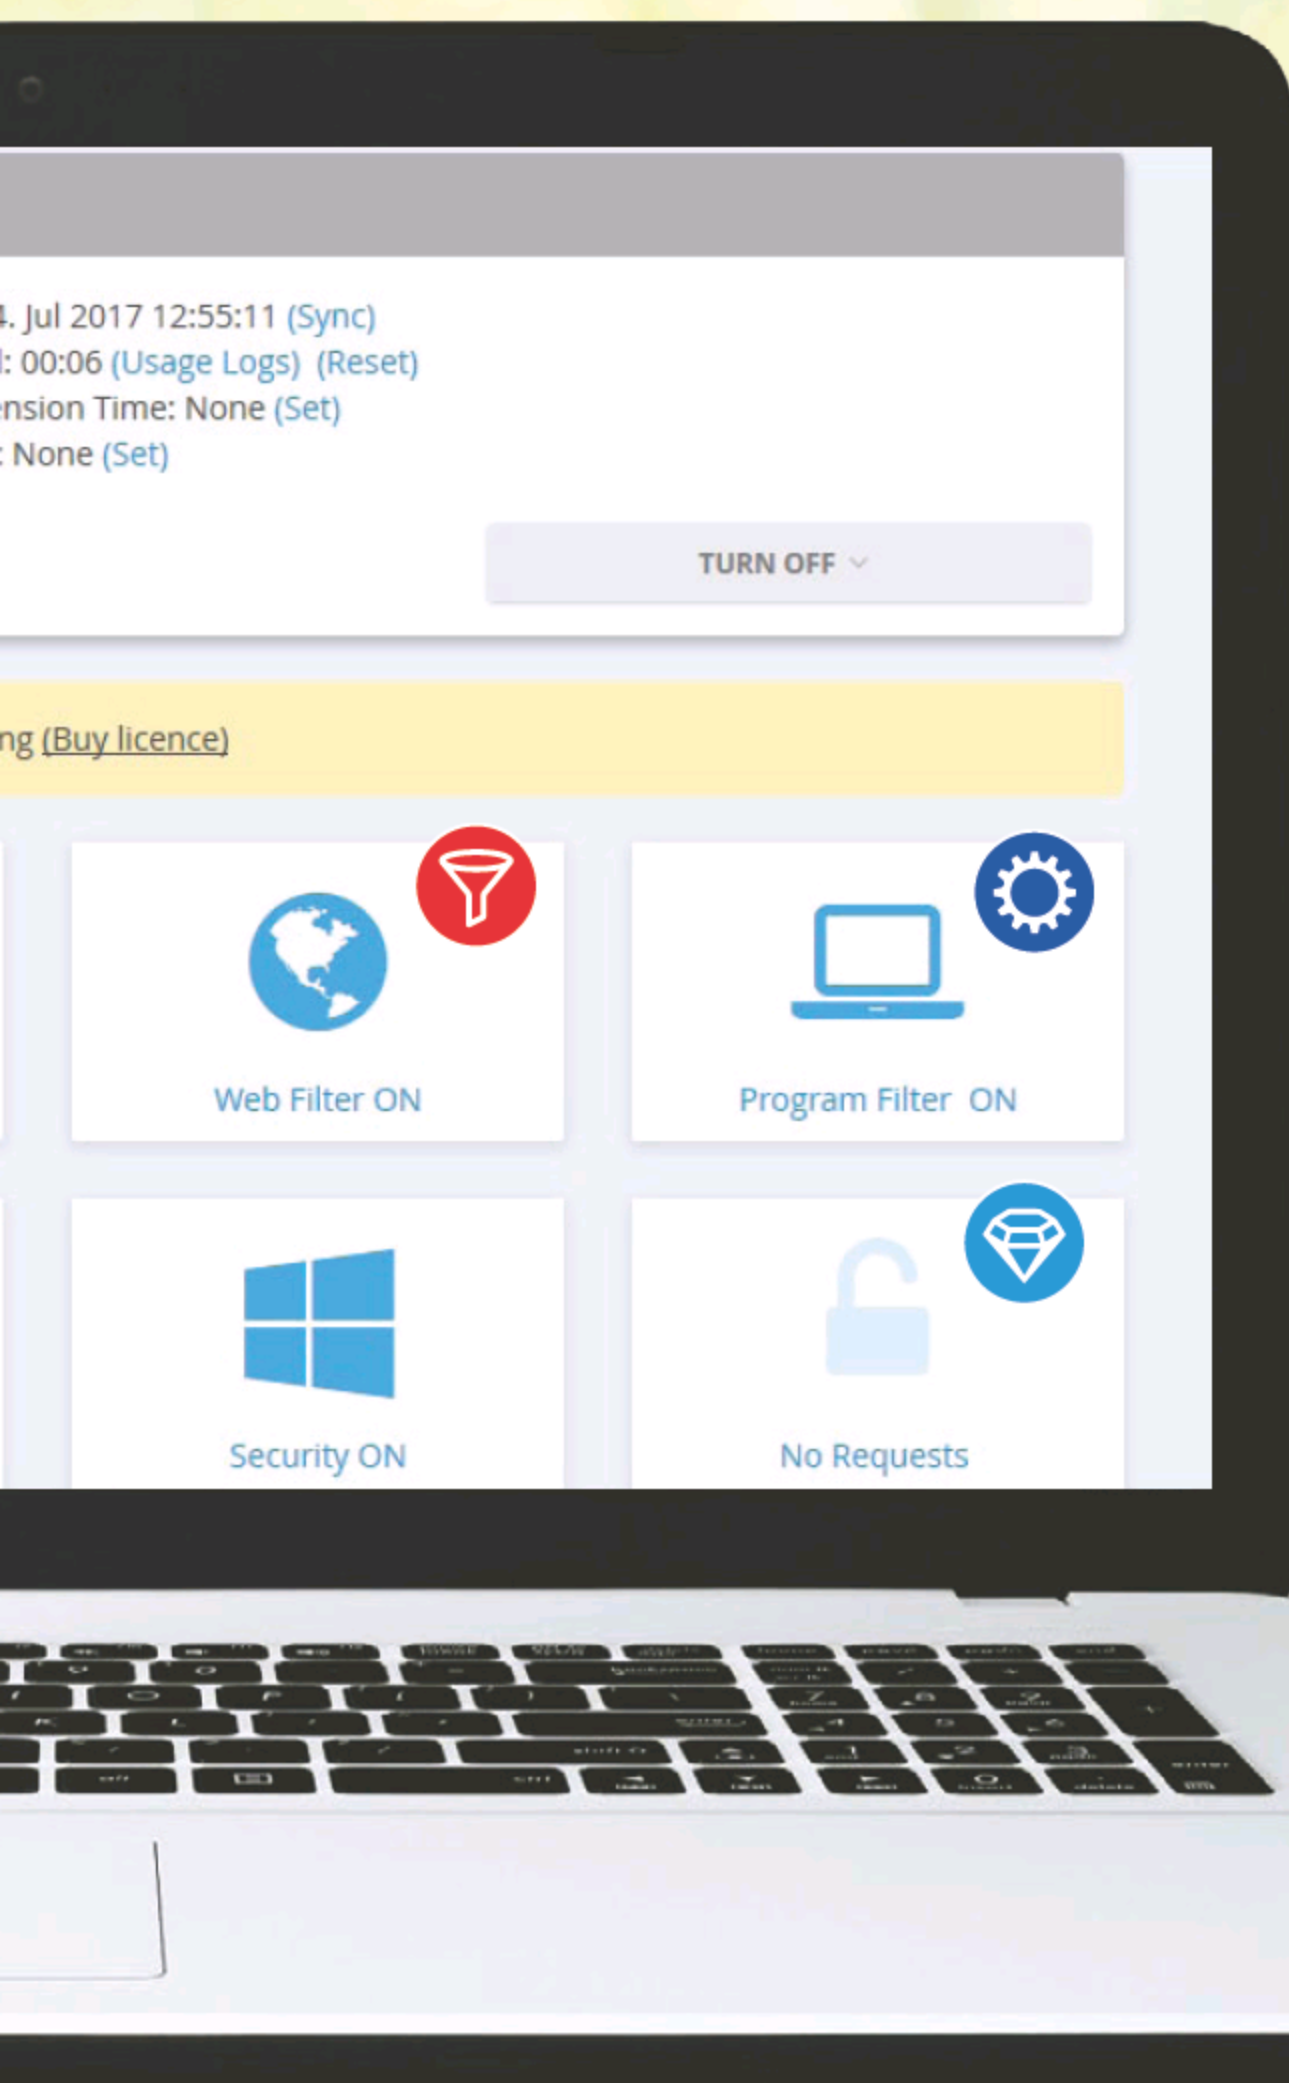 4. Jul 2017 12:55:11 (Sync)
: 00:06 (Usage Logs) (Reset)
ension Time: None (Set)
: None (Set)
TURN OFF
ng (Buy licence)
Web Filter ON
Program Filter ON
Security ON
No Requests